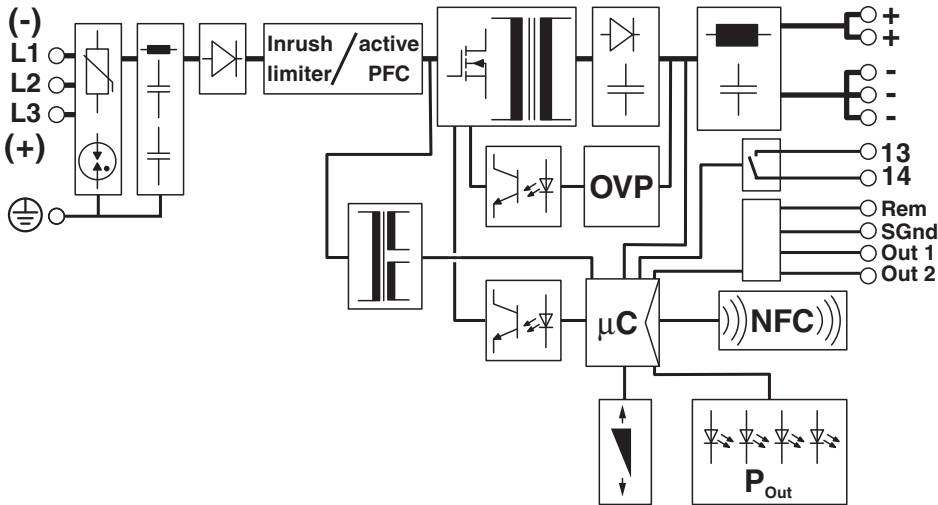 (-)
L1
L2
L3
(+)
Inrush / active
limiter / PFC
+
+
-
-
-
13
14
OVP
Rem
SGnd
Out 1
Out 2
µC
NFC
P Out